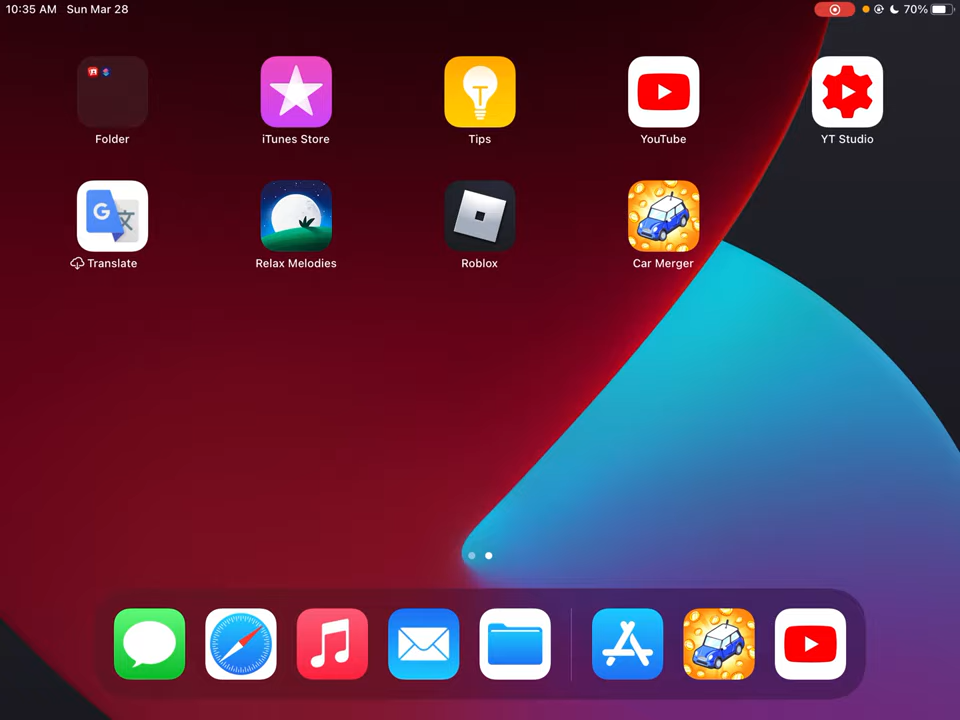 10:35 AM Sun Mar 28
70%
Folder
iTunes Store
Tips
YouTube
YT Studio
Translate
Relax Melodies
Roblox
Car Merger